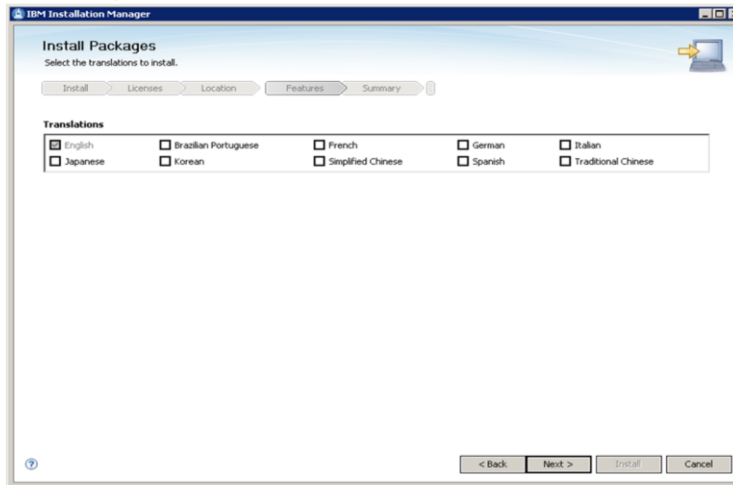 IBM Installation Manager
Install Packages
Select the translations to install.
Install Licenses Location Features Summary
Translations
English Brazilian Portuguese French German Italian
Japanese Korean Simplified Chinese Spanish Traditional Chinese
? < Back Next > Install Cancel